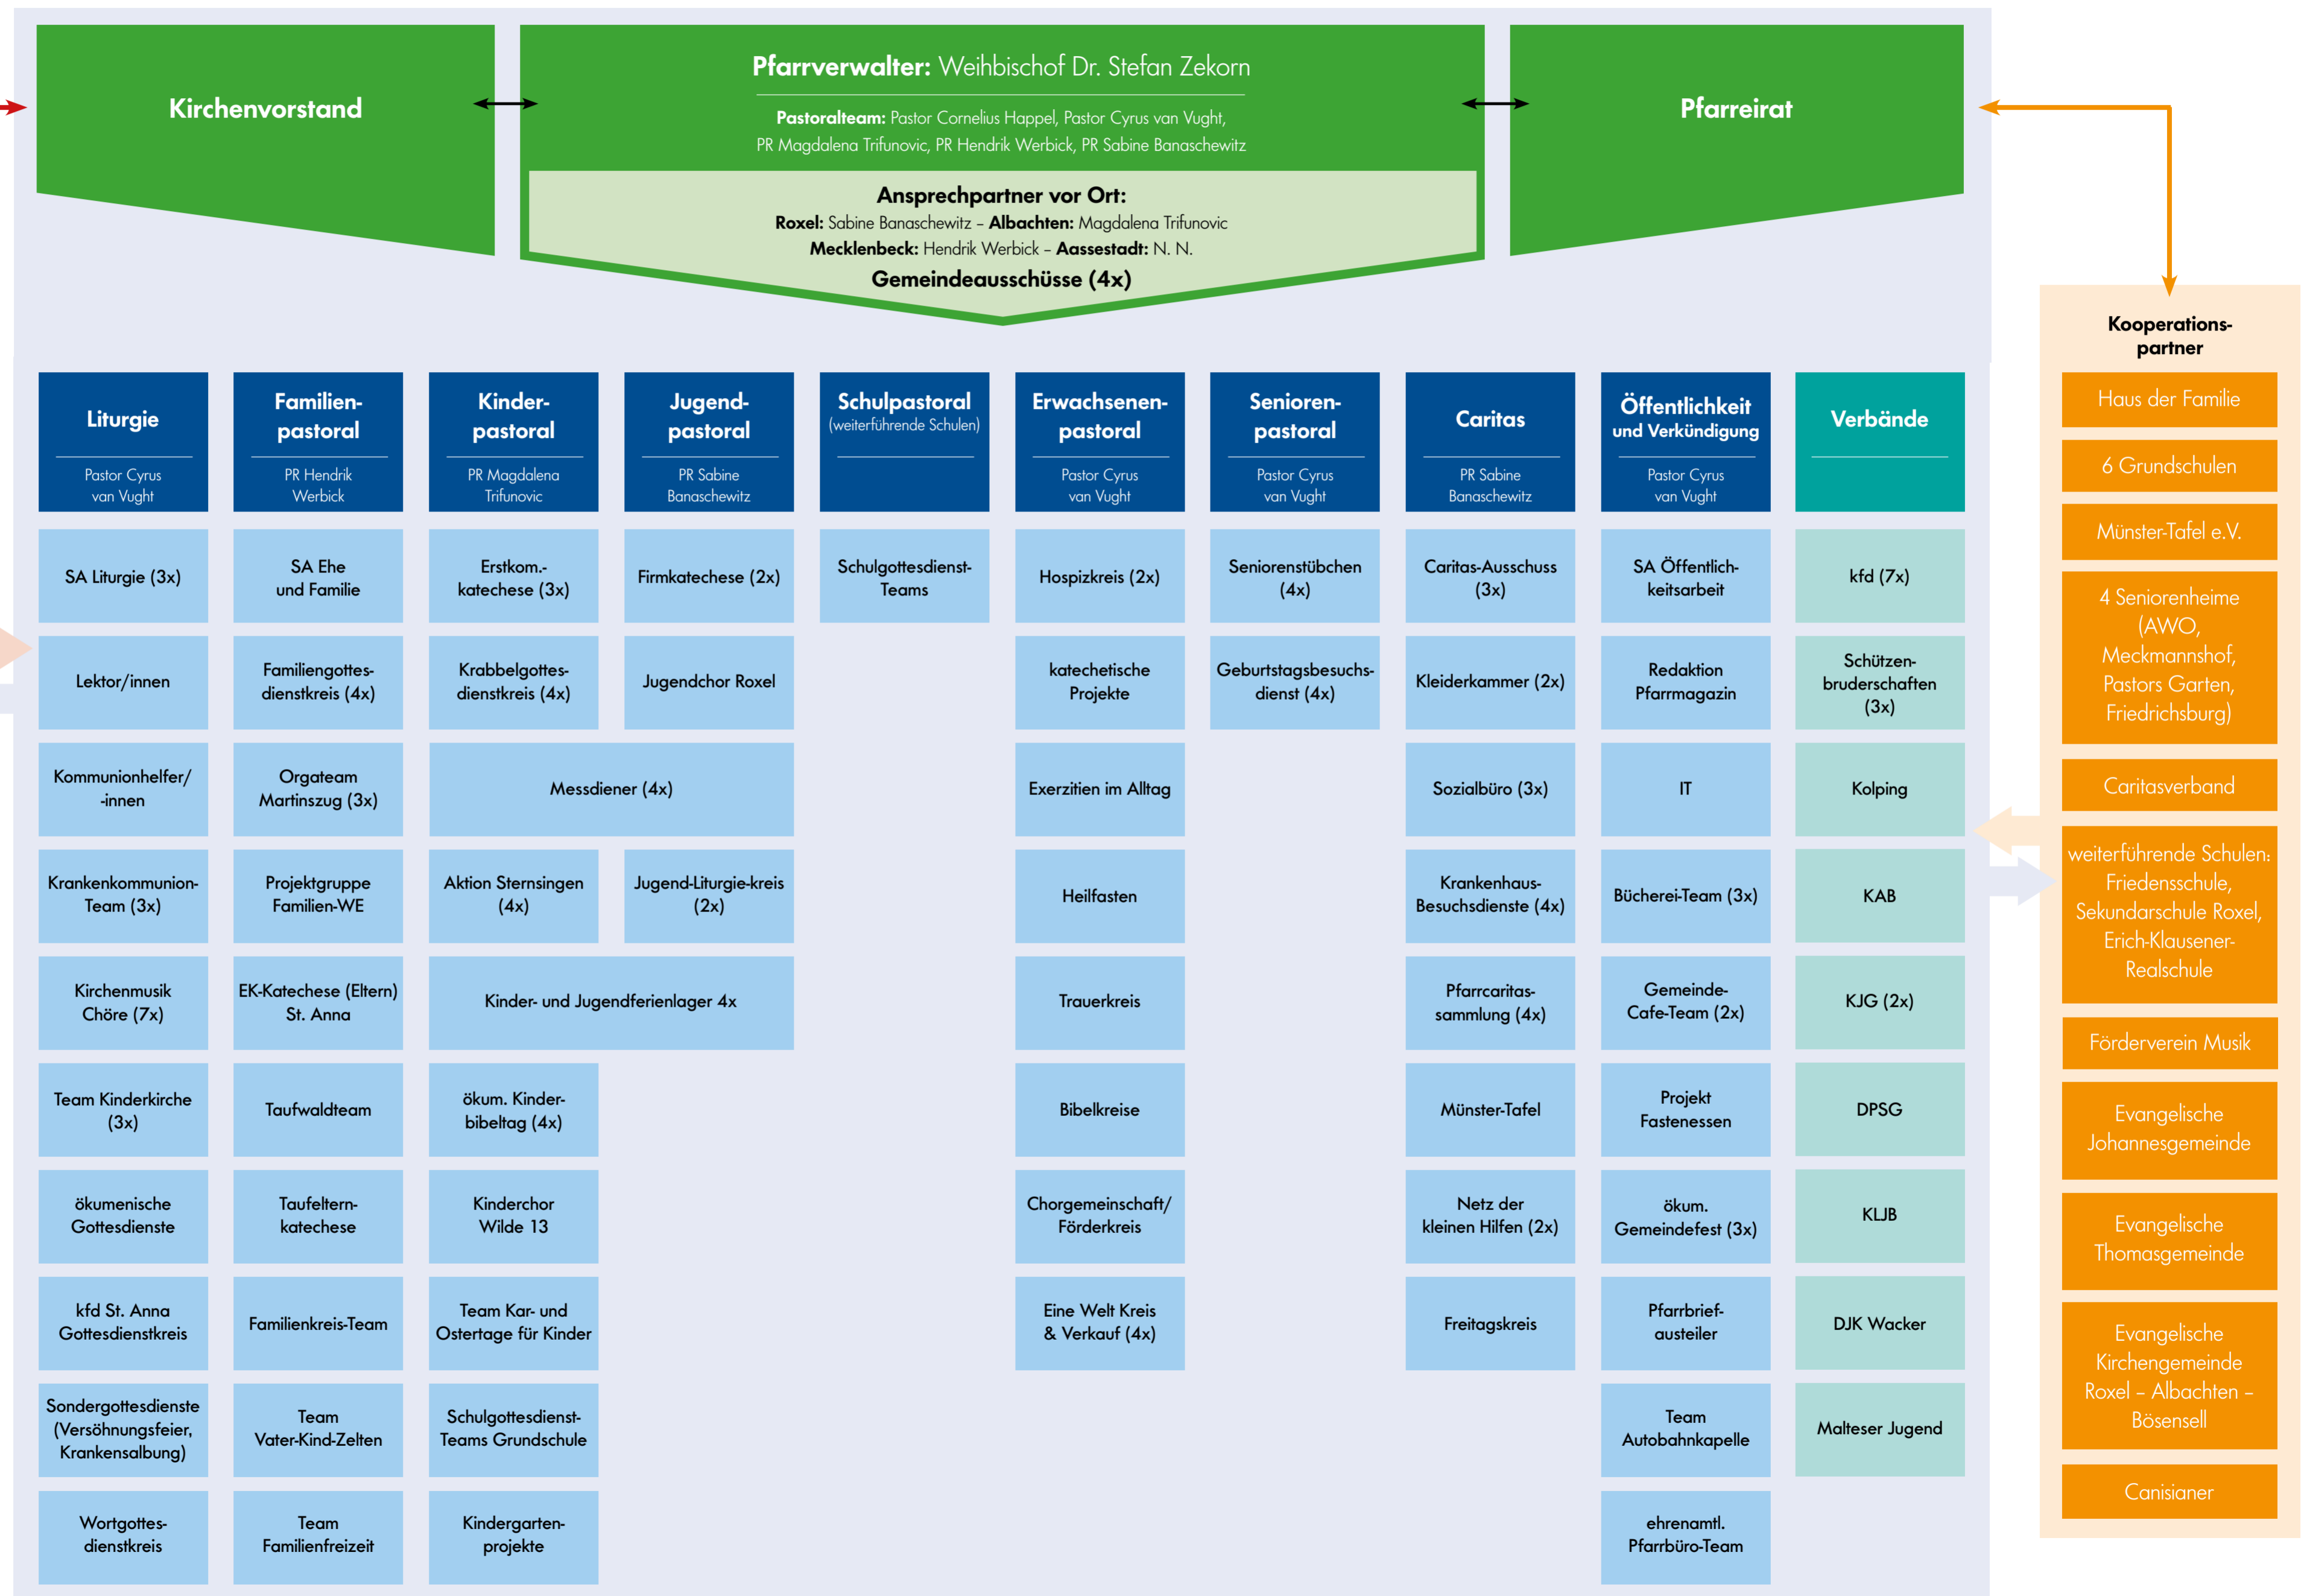 Kirchenvorstand
Pfarrverwalter: Weihbischof Dr. Stefan Zekorn
Pastoralteam: Pastor Cornelius Happel, Pastor Cyrus van Vught,
PR Magdalena Trifunovic, PR Hendrik Werbick, PR Sabine Banaschewitz
Ansprechpartner vor Ort:
Roxel: Sabine Banaschewitz – Albachten: Magdalena Trifunovic
Mecklenbeck: Hendrik Werbick – Aassestadt: N. N.
Gemeindeausschüsse (4x)
Pfarreirat
Liturgie
Pastor Cyrus
van Vught
SA Liturgie (3x)
Lektor/innen
Kommunionhelfer/
-innen
Krankenkommunion-
Team (3x)
Kirchenmusik
Chöre (7x)
Team Kinderkirche
(3x)
ökumenische
Gottesdienste
kfd St. Anna
Gottesdienstkreis
Sondergottesdienste
(Versöhnungsfeier,
Krankensalbung)
Wortgottes-
dienstkreis
Familien-
pastoral
PR Hendrik
Werbick
SA Ehe
und Familie
Familiengottes-
dienstkreis (4x)
Orgateam
Martinszug (3x)
Projektgruppe
Familien-WE
EK-Katechese (Eltern)
St. Anna
Taufwaldteam
Taufeltern-
katechese
Familienkreis-Team
Team
Vater-Kind-Zelten
Team
Familienfreizeit
Kinder-
pastoral
PR Magdalena
Trifunovic
Erstkom.-
katechese (3x)
Krabbelgottes-
dienstkreis (4x)
Messdiener (4x)
Aktion Sternsingen
(4x)
Kinder- und Jugendferienlager 4x
ökum. Kinder-
bibeltag (4x)
Kinderchor
Wilde 13
Team Kar- und
Ostertage für Kinder
Schulgottesdienst-
Teams Grundschule
Kindergarten-
projekte
Jugend-
pastoral
PR Sabine
Banaschewitz
Firmkatechese (2x)
Jugendchor Roxel
Jugend-Liturgie-kreis
(2x)
Schulpastoral
(weiterführende Schulen)
Schulgottesdienst-
Teams
Erwachsenen-
pastoral
Pastor Cyrus
van Vught
Hospizkreis (2x)
katechetische
Projekte
Exerzitien im Alltag
Heilfasten
Trauerkreis
Bibelkreise
Chorgemeinschaft/
Förderkreis
Eine Welt Kreis
& Verkauf (4x)
Senioren-
pastoral
Pastor Cyrus
van Vught
Seniorenstübchen
(4x)
Geburtstagsbesuchs-
dienst (4x)
Caritas
PR Sabine
Banaschewitz
Caritas-Ausschuss
(3x)
Kleiderkammer (2x)
Sozialbüro (3x)
Krankenhaus-
Besuchsdienste (4x)
Pfarrcaritas-
sammlung (4x)
Münster-Tafel
Netz der
kleinen Hilfen (2x)
Freitagskreis
Öffentlichkeit
und Verkündigung
Pastor Cyrus
van Vught
SA Öffentlich-
keitsarbeit
Redaktion
Pfarrmagazin
IT
Bücherei-Team (3x)
Gemeinde-
Cafe-Team (2x)
Projekt
Fastenessen
ökum.
Gemeindefest (3x)
Pfarrbrief-
austeiler
Team
Autobahnkapelle
ehrenamtl.
Pfarrbüro-Team
Verbände
kfd (7x)
Schützen-
bruderschaften
(3x)
Kolping
KAB
KJG (2x)
DPSG
KLJB
DJK Wacker
Malteser Jugend
Kooperations-
partner
Haus der Familie
6 Grundschulen
Münster-Tafel e.V.
4 Seniorenheime
(AWO,
Meckmannshof,
Pastors Garten,
Friedrichsburg)
Caritasverband
weiterführende Schulen:
Friedensschule,
Sekundarschule Roxel,
Erich-Klausener-
Realschule
Förderverein Musik
Evangelische
Johannesgemeinde
Evangelische
Thomasgemeinde
Evangelische
Kirchengemeinde
Roxel – Albachten –
Bösensell
Canisianer